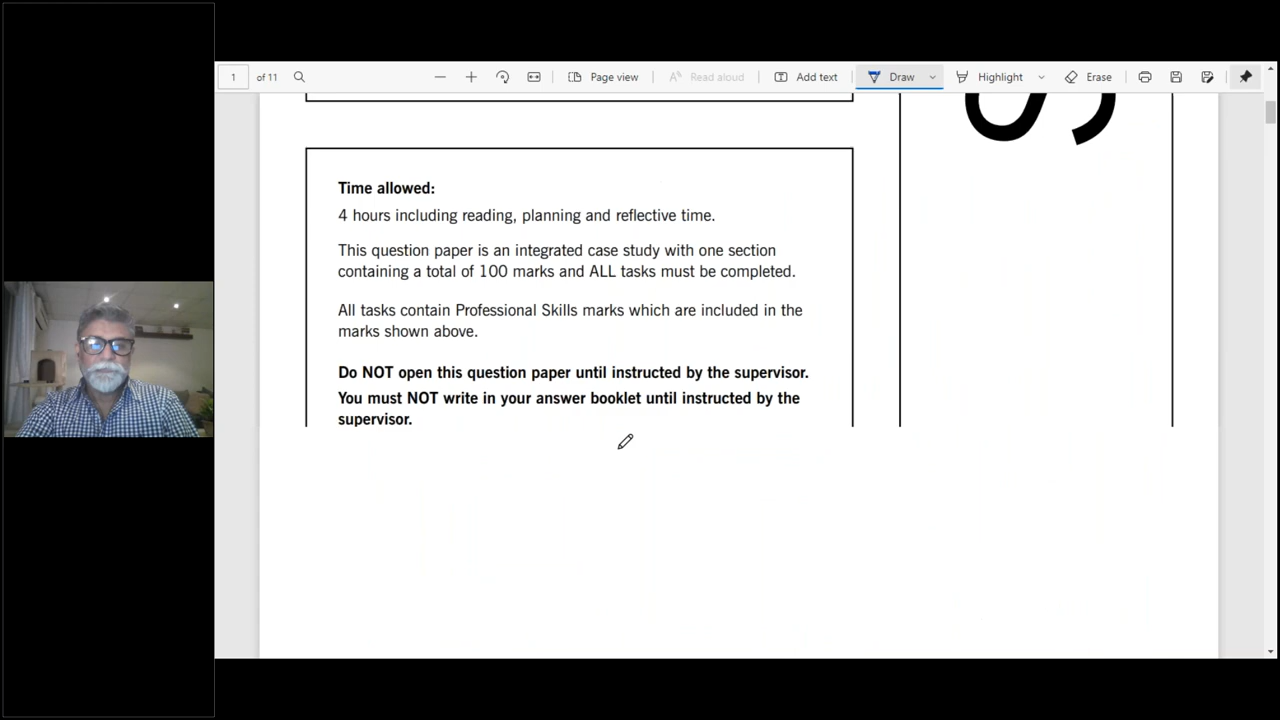 1 of 11 Page view Read aloud Add text Draw Highlight Erase
Time allowed:
4 hours including reading, planning and reflective time.
This question paper is an integrated case study with one section
containing a total of 100 marks and ALL tasks must be completed.
All tasks contain Professional Skills marks which are included in the
marks shown above.
Do NOT open this question paper until instructed by the supervisor.
You must NOT write in your answer booklet until instructed by the
supervisor.